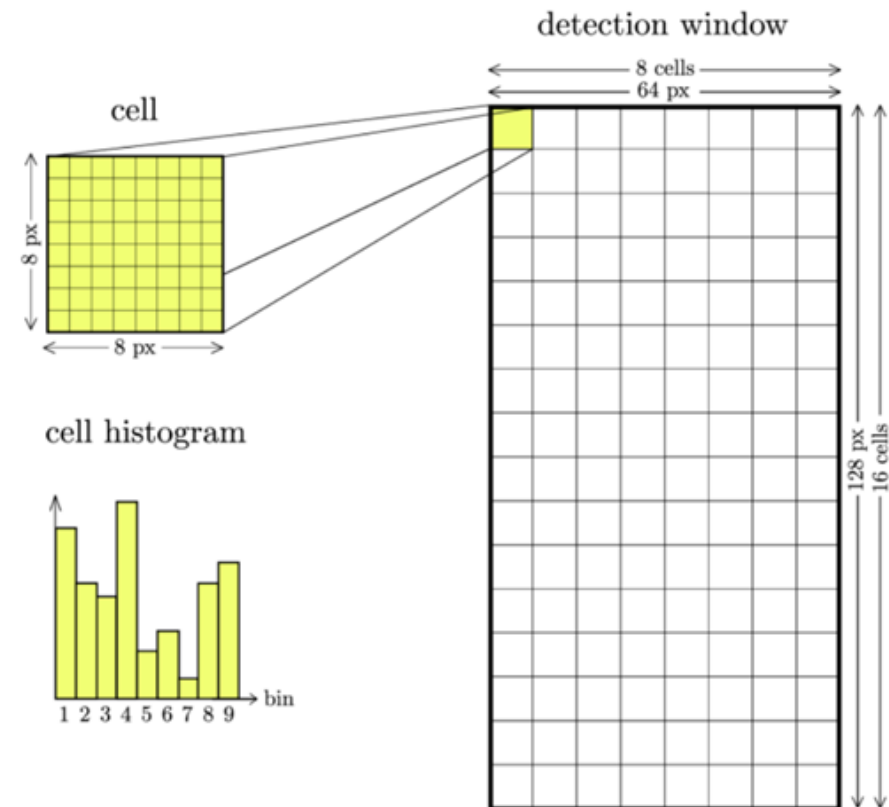 detection window
8 cells
64 px
cell
8 px
8 px
128 px
16 cells
cell histogram
bin
1 2 3 4 5 6 7 8 9